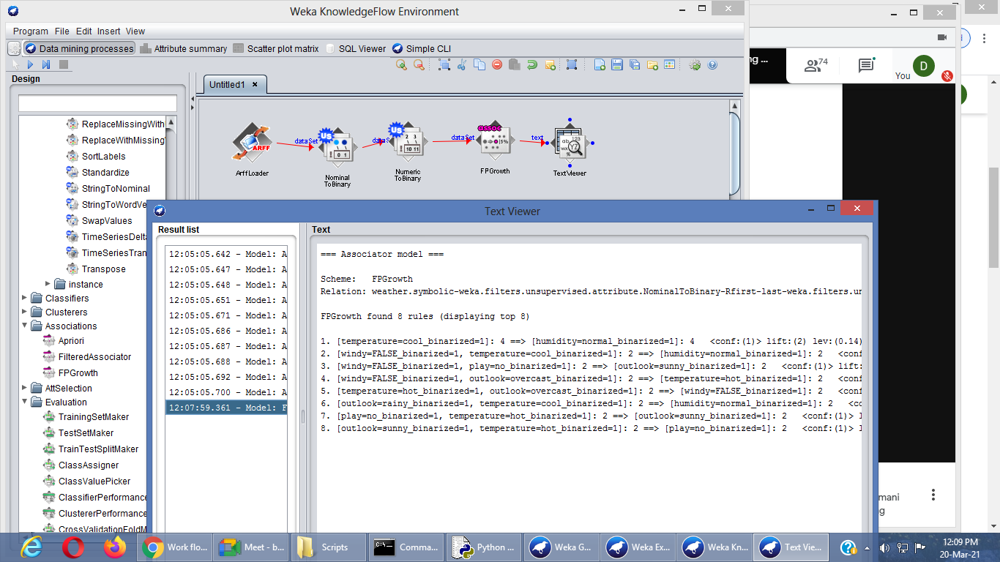 Weka KnowledgeFlow Environment
Program File Edit Insert View
Data mining processes Attribute summary Scatter plot matrix SQL Viewer Simple CLI
Design
Untitled1
ReplaceMissingWith
ReplaceWithMissing
SortLabels
Standardize
StringToNominal
StringToWordVe
SwapValues
TimeSeriesDelt
TimeSeriesTran
Transpose
instance
Classifiers
Clusterers
Associations
Apriori
FilteredAssociator
FPGrowth
AttSelection
Evaluation
TrainingSetMaker
TestSetMaker
TrainTestSplitMaker
ClassAssigner
ClassValuePicker
ClassifierPerformance
ClustererPerformance
CrossValidationFoldM
dataSet dataSet text
ARFF US US assoc
ArffLoader
Nominal
ToBinary
Numeric
ToBinary
FPGrowth
TextViewer
ng ...
74
You
D
Text Viewer
Result list
12:05:05.642 - Model: A
12:05:05.647 - Model: A
12:05:05.648 - Model: A
12:05:05.651 - Model: A
12:05:05.671 - Model: A
12:05:05.686 - Model: A
12:05:05.687 - Model: A
12:05:05.688 - Model: A
12:05:05.692 - Model: A
12:05:05.700 - Model: A
12:07:59.361 - Model: F
Text
=== Associator model ===
Scheme: FPGrowth
Relation: weather.symbolic-weka.filters.unsupervised.attribute.NominalToBinary-Rfirst-last-weka.filters.un
FPGrowth found 8 rules (displaying top 8)
1. [temperature=cool_binarized=1]: 4 ==> [humidity=normal_binarized=1]: 4 <conf:(1)> lift:(2) lev:(0.14)
2. [windy=FALSE_binarized=1, temperature=cool_binarized=1]: 2 ==> [humidity=normal_binarized=1]: 2 <conf
3. [windy=FALSE_binarized=1, play=no_binarized=1]: 2 ==> [outlook=sunny_binarized=1]: 2 <conf:(1)> lift:
4. [windy=FALSE_binarized=1, outlook=overcast_binarized=1]: 2 ==> [temperature=hot_binarized=1]: 2 <conf
5. [temperature=hot_binarized=1, outlook=overcast_binarized=1]: 2 ==> [windy=FALSE_binarized=1]: 2 <conf
6. [outlook=rainy_binarized=1, temperature=cool_binarized=1]: 2 ==> [humidity=normal_binarized=1]: 2 <co
7. [play=no_binarized=1, temperature=hot_binarized=1]: 2 ==> [outlook=sunny_binarized=1]: 2 <conf:(1)> l
8. [outlook=sunny_binarized=1, temperature=hot_binarized=1]: 2 ==> [play=no_binarized=1]: 2 <conf:(1)> l
mani
g
Work flo... Meet - b... Scripts Comma... Python ... Weka G... Weka Ex... Weka Kn... Text Vie...
12:09 PM
20-Mar-21